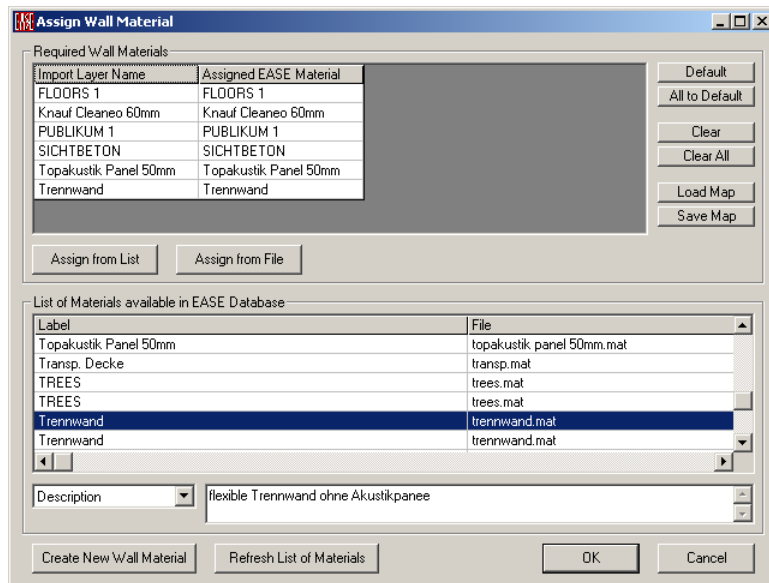 EASE Assign Wall Material
Required Wall Materials
Import Layer Name Assigned EASE Material
FLOORS 1 FLOORS 1
Knauf Cleaneo 60mm Knauf Cleaneo 60mm
PUBLIKUM 1 PUBLIKUM 1
SICHTBETON SICHTBETON
Topakustik Panel 50mm Topakustik Panel 50mm
Trennwand Trennwand
Default
All to Default
Clear
Clear All
Load Map
Save Map
Assign from List Assign from File
List of Materials available in EASE Database
Label File
Topakustik Panel 50mm topakustik panel 50mm.mat
Transp. Decke transp.mat
TREES trees.mat
TREES trees.mat
Trennwand trennwand.mat
Trennwand trennwand.mat
Description flexible Trennwand ohne Akustikpanee
Create New Wall Material Refresh List of Materials OK Cancel